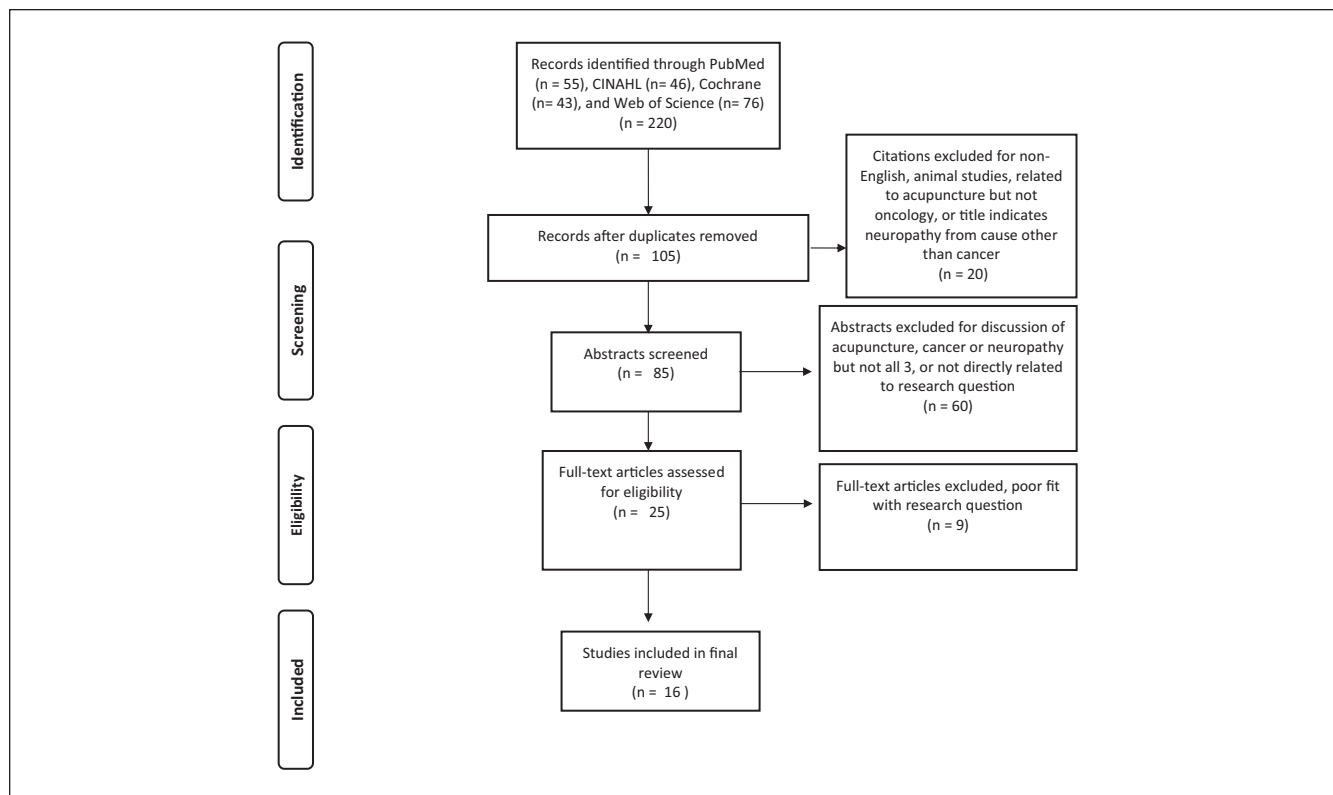 Identification
Records identified through PubMed
(n = 55), CINAHL (n= 46), Cochrane
(n= 43), and Web of Science (n= 76)
(n = 220)
Citations excluded for non-
English, animal studies, related
to acupuncture but not
oncology, or title indicates
neuropathy from cause other
than cancer
(n = 20)
Records after duplicates removed
(n = 105)
Screening
Abstracts screened
(n = 85)
Abstracts excluded for discussion of
acupuncture, cancer or neuropathy
but not all 3, or not directly related
to research question
(n = 60)
Eligibility
Full-text articles assessed
for eligibility
(n = 25)
Full-text articles excluded, poor fit
with research question
(n = 9)
Included
Studies included in final
review
(n = 16 )